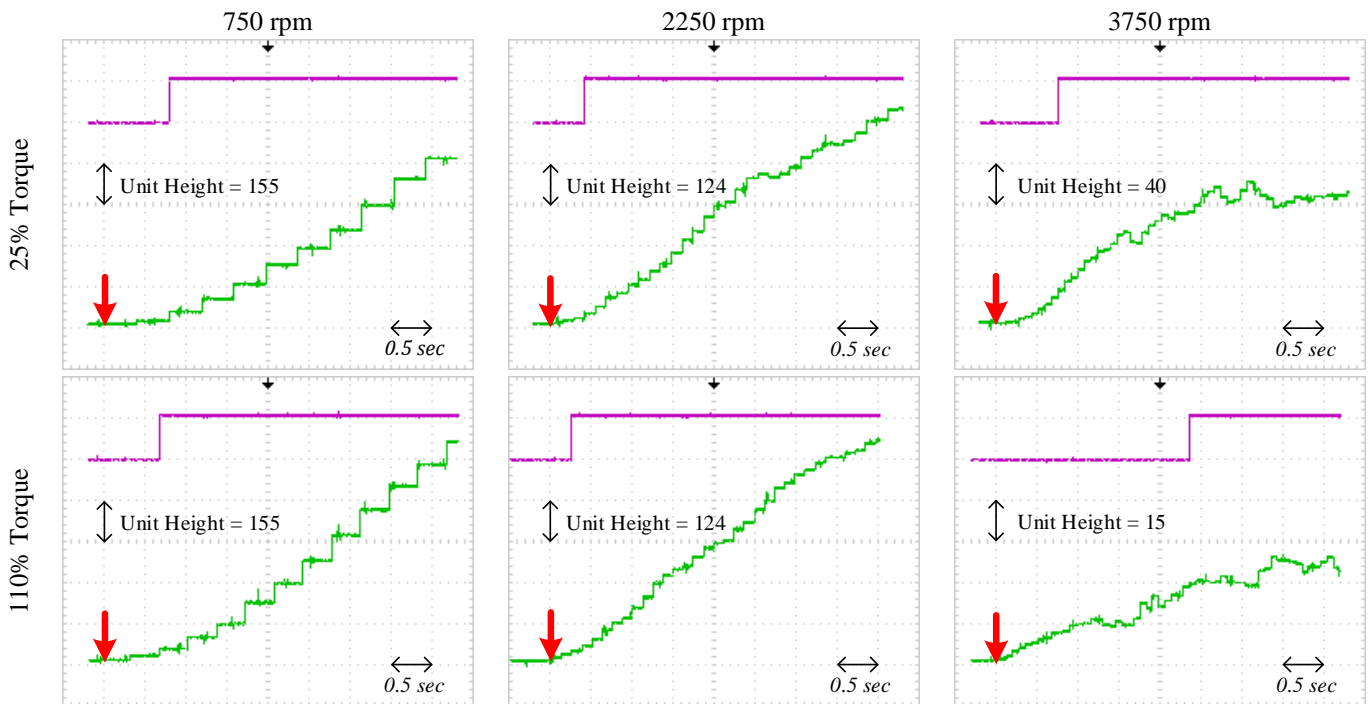 750 rpm
2250 rpm
3750 rpm
25% Torque
Unit Height = 155
0.5 sec
Unit Height = 124
0.5 sec
Unit Height = 40
0.5 sec
110% Torque
Unit Height = 155
0.5 sec
Unit Height = 124
0.5 sec
Unit Height = 15
0.5 sec